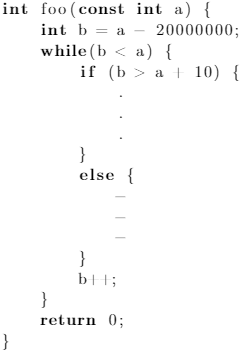 int foo(const int a) {
int b = a − 20000000;
while(b < a) {
if (b > a + 10) {
.
.
.
}
else {
−
−
−
}
b++;
}
return 0;
}